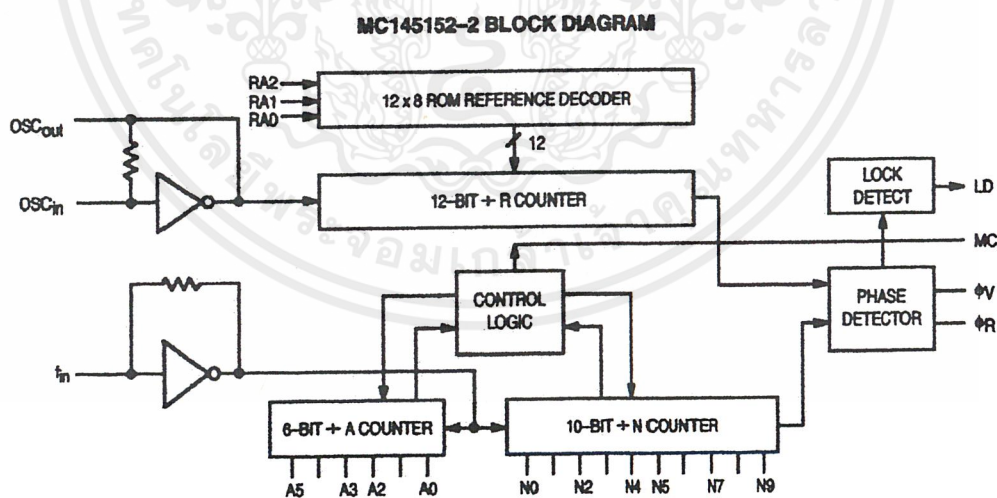 MC145152–2 BLOCK DIAGRAM
RA2
RA1
RA0
12 x 8 ROM REFERENCE DECODER
OSCout
12
LOCK
DETECT
LD
OSCin
12–BIT ÷ R COUNTER
MC
CONTROL
LOGIC
PHASE
DETECTOR
ϕV
ϕR
fin
6–BIT ÷ A COUNTER
10–BIT ÷ N COUNTER
A5 A3 A2 A0 N0 N2 N4 N5 N7 N9